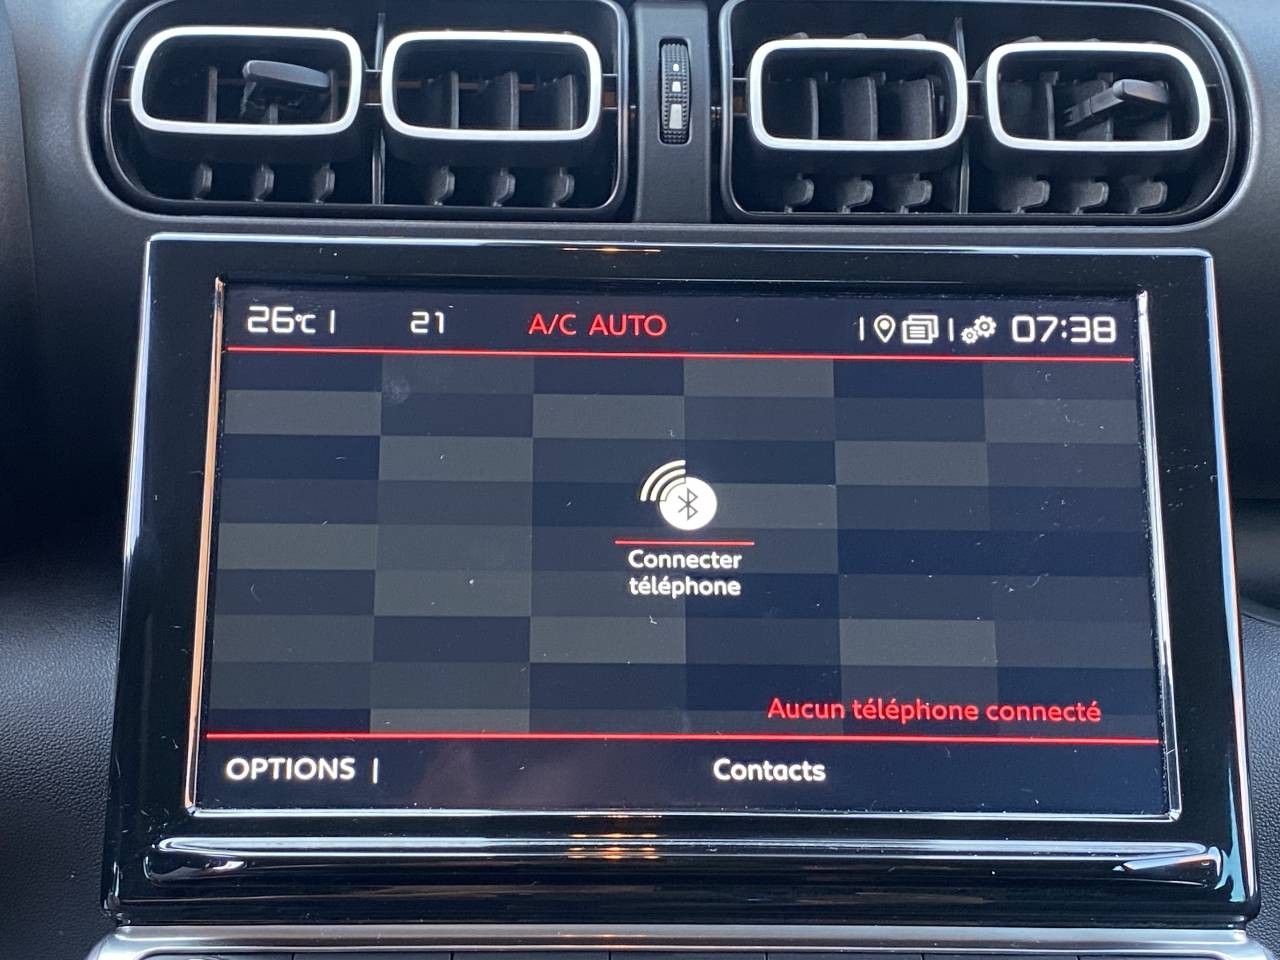 26°C 21 A/C AUTO 07:38
Connecter
téléphone
Aucun téléphone connecté
OPTIONS Contacts